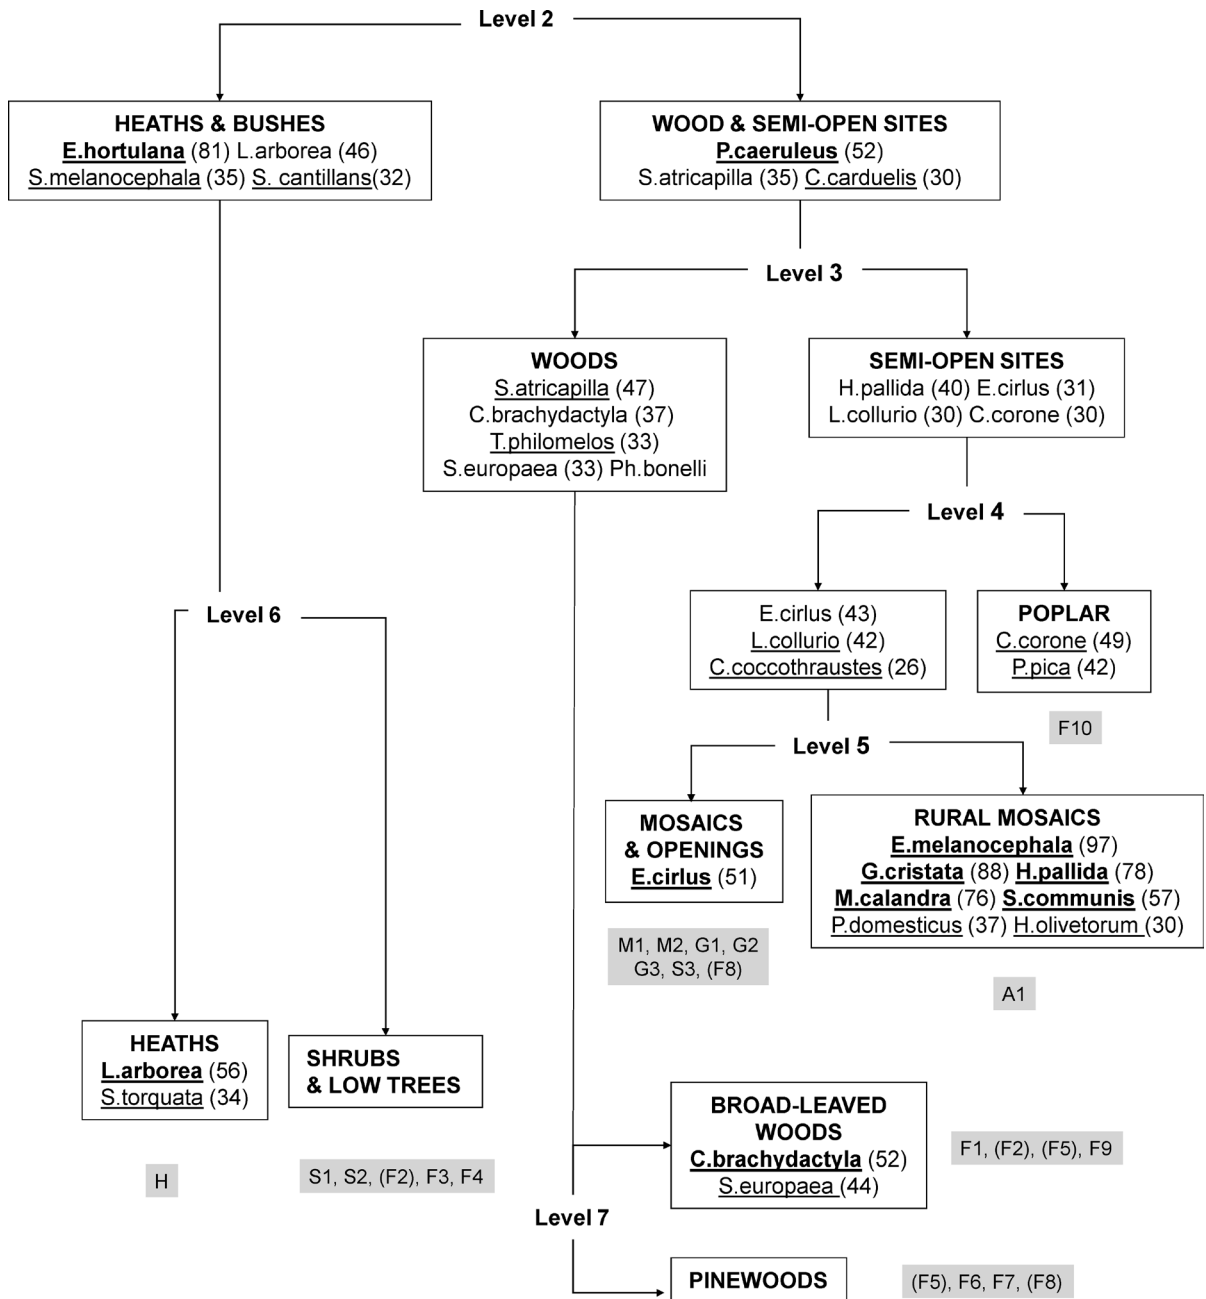 Level 2
HEATHS & BUSHES
E.hortulana (81) L.arborea (46)
S.melanocephala (35) S. cantillans(32)
WOOD & SEMI-OPEN SITES
P.caeruleus (52)
S.atricapilla (35) C.carduelis (30)
Level 3
WOODS
S.atricapilla (47)
C.brachydactyla (37)
T.philomelos (33)
S.europaea (33) Ph.bonelli
SEMI-OPEN SITES
H.pallida (40) E.cirlus (31)
L.collurio (30) C.corone (30)
Level 4
E.cirlus (43)
L.collurio (42)
C.coccothraustes (26)
POPLAR
C.corone (49)
P.pica (42)
F10
Level 6
Level 5
MOSAICS
& OPENINGS
E.cirlus (51)
M1, M2, G1, G2
G3, S3, (F8)
RURAL MOSAICS
E.melanocephala (97)
G.cristata (88) H.pallida (78)
M.calandra (76) S.communis (57)
P.domesticus (37) H.olivetorum (30)
A1
HEATHS
L.arborea (56)
S.torquata (34)
H
SHRUBS
& LOW TREES
S1, S2, (F2), F3, F4
BROAD-LEAVED
WOODS
C.brachydactyla (52)
S.europaea (44)
F1, (F2), (F5), F9
Level 7
PINEWOODS
(F5), F6, F7, (F8)